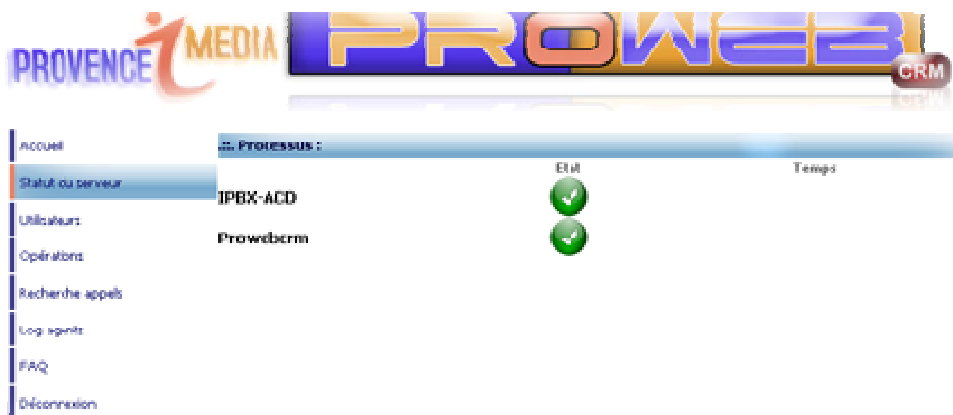 PROVENCE iMEDIA
PROWEB
CRM
Accueil
Statut du serveur
Utilisateurs
Opérations
Recherche appels
Log agents
FAQ
Déconnexion
.::. Processus :
Etat Temps
IPBX-ACD
Prowebcrm